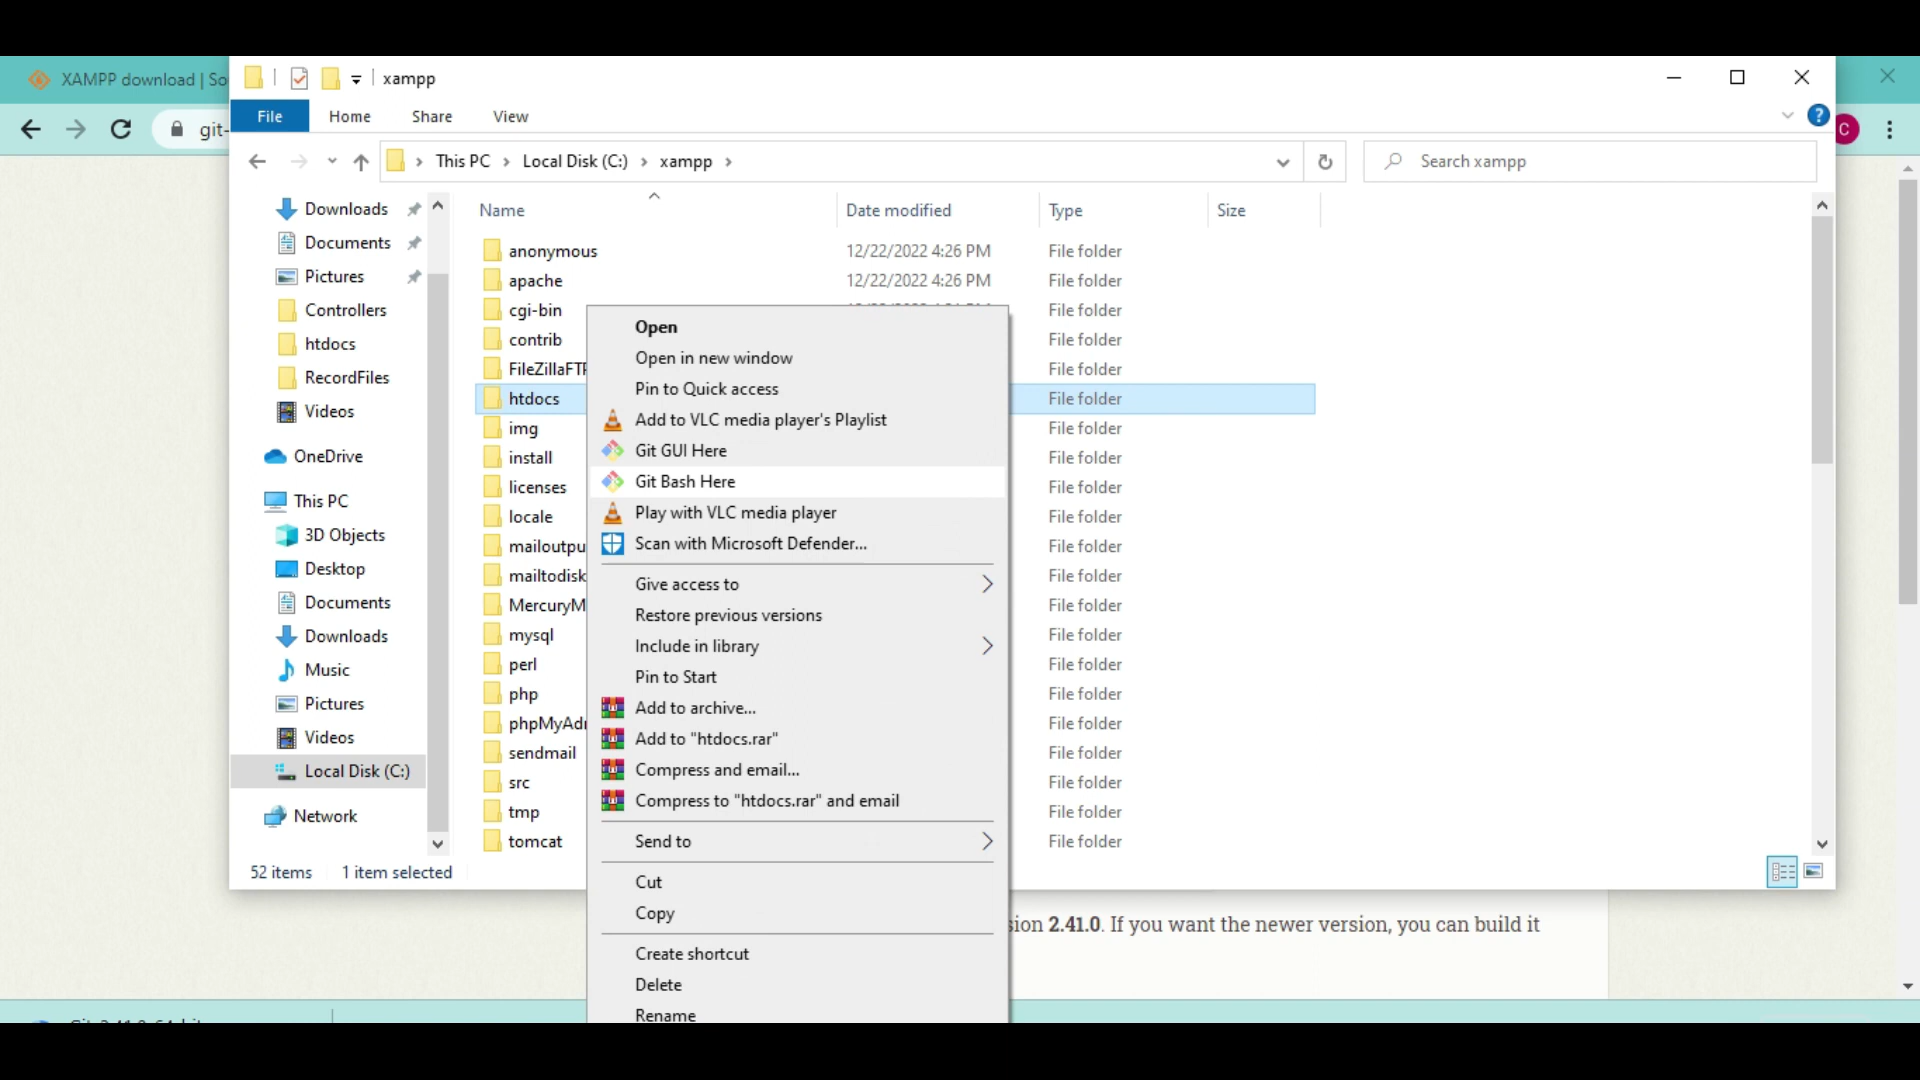 XAMPP download | So
xampp
File Home Share View
git-
C
This PC Local Disk (C:) xampp
Search xampp
Downloads
Documents
Pictures
Controllers
htdocs
RecordFiles
Videos
OneDrive
This PC
3D Objects
Desktop
Documents
Downloads
Music
Pictures
Videos
Local Disk (C:)
Network
Name Date modified Type Size
anonymous 12/22/2022 4:26 PM File folder
apache 12/22/2022 4:26 PM File folder
cgi-bin File folder
contrib File folder
FileZillaFTP File folder
htdocs File folder
img File folder
install File folder
licenses File folder
locale File folder
mailoutpu File folder
mailtodisk File folder
MercuryM File folder
mysql File folder
perl File folder
php File folder
phpMyAdm File folder
sendmail File folder
src File folder
tmp File folder
tomcat File folder
Open
Open in new window
Pin to Quick access
Add to VLC media player's Playlist
Git GUI Here
Git Bash Here
Play with VLC media player
Scan with Microsoft Defender...
Give access to
Restore previous versions
Include in library
Pin to Start
Add to archive...
Add to "htdocs.rar"
Compress and email...
Compress to "htdocs.rar" and email
Send to
Cut
Copy
Create shortcut
Delete
Rename
52 items 1 item selected
sion 2.41.0. If you want the newer version, you can build it